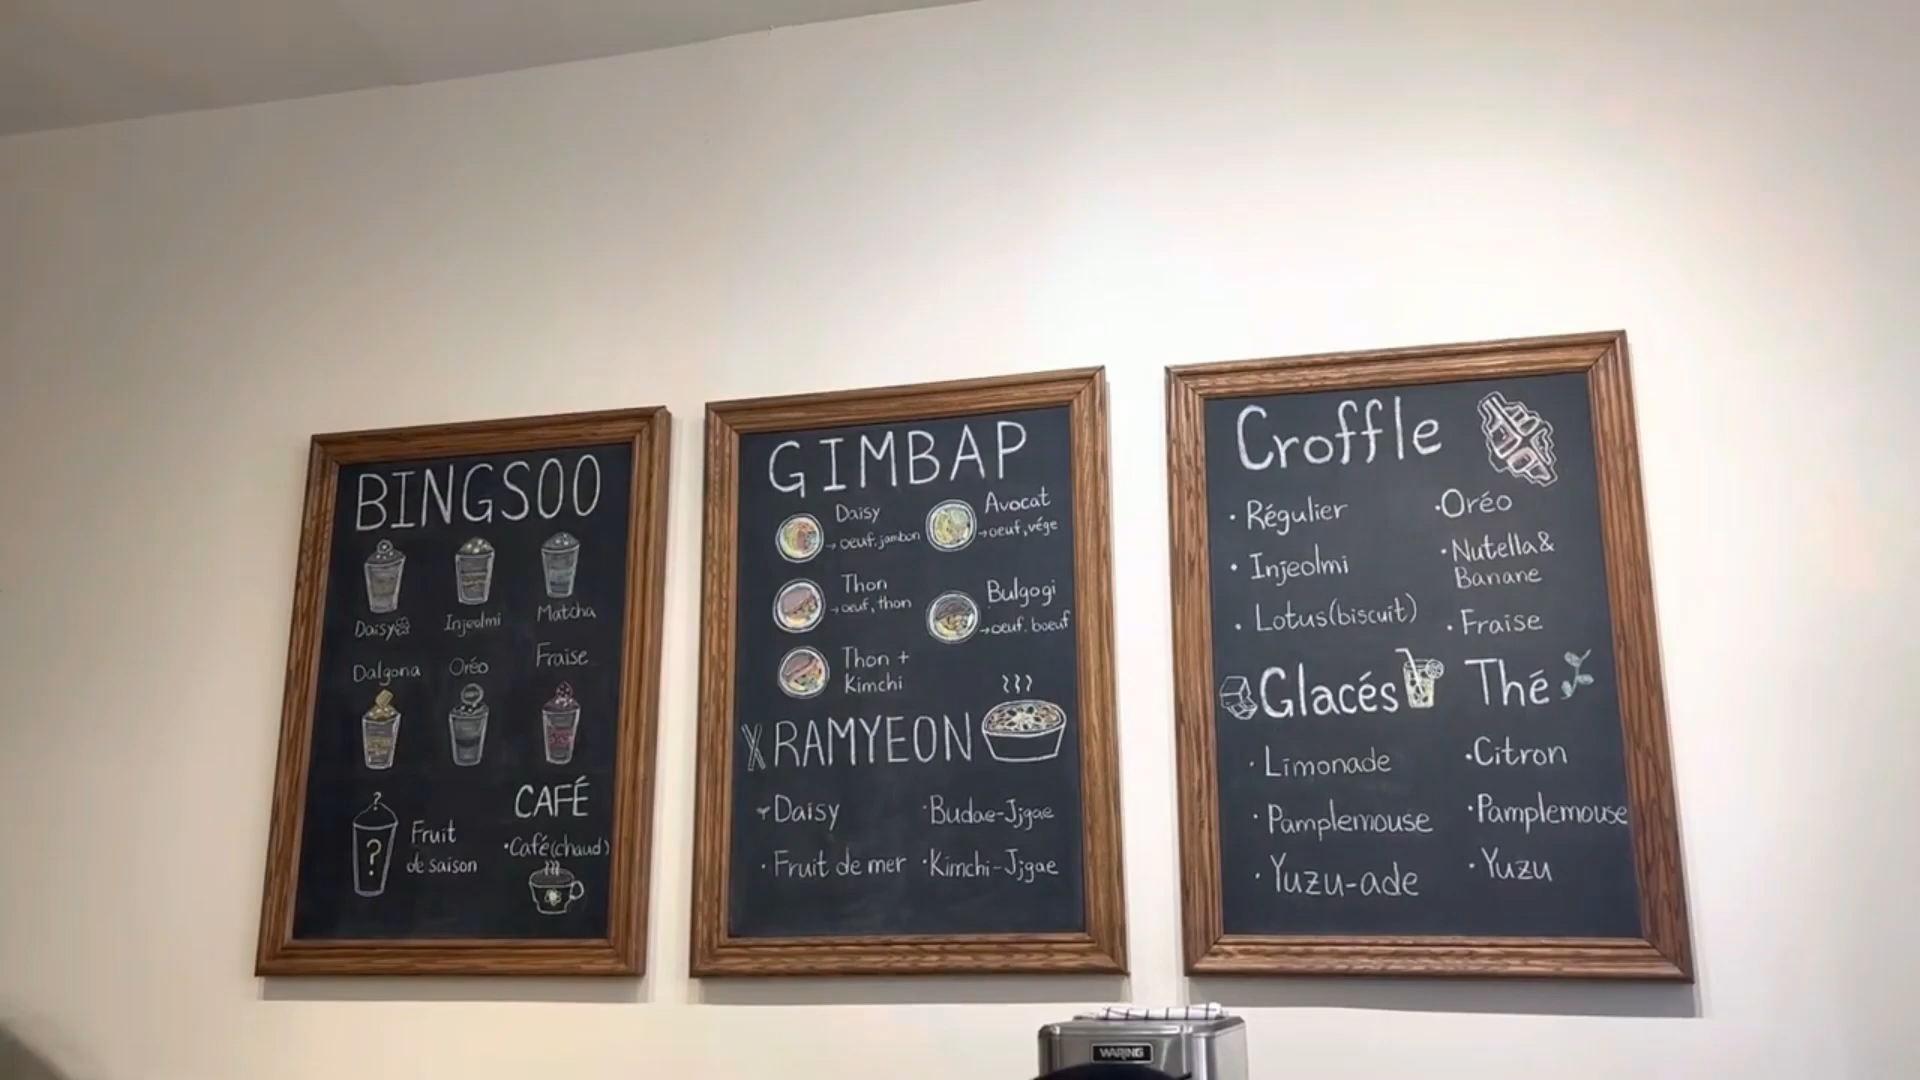 BINGSOO
Daisy
Injeolmi
Matcha
Dalgona
Oréo
Fraise
?
?
Fruit
de saison
CAFÉ
·Café(chaud)
GIMBAP
Daisy
→oeuf, jambon
Avocat
→oeuf, vége
Thon
→oeuf, thon
Bulgogi
→oeuf, boeuf
Thon +
Kimchi
RAMYEON
·Daisy
·Budae-Jjgae
·Fruit de mer
·Kimchi-Jjgae
Croffle
·Régulier
·Oréo
·Injeolmi
·Nutella&
Banane
·Lotus(biscuit)
·Fraise
Glacés
·Limonade
·Pamplemouse
·Yuzu-ade
Thé
·Citron
·Pamplemouse
·Yuzu
WARING